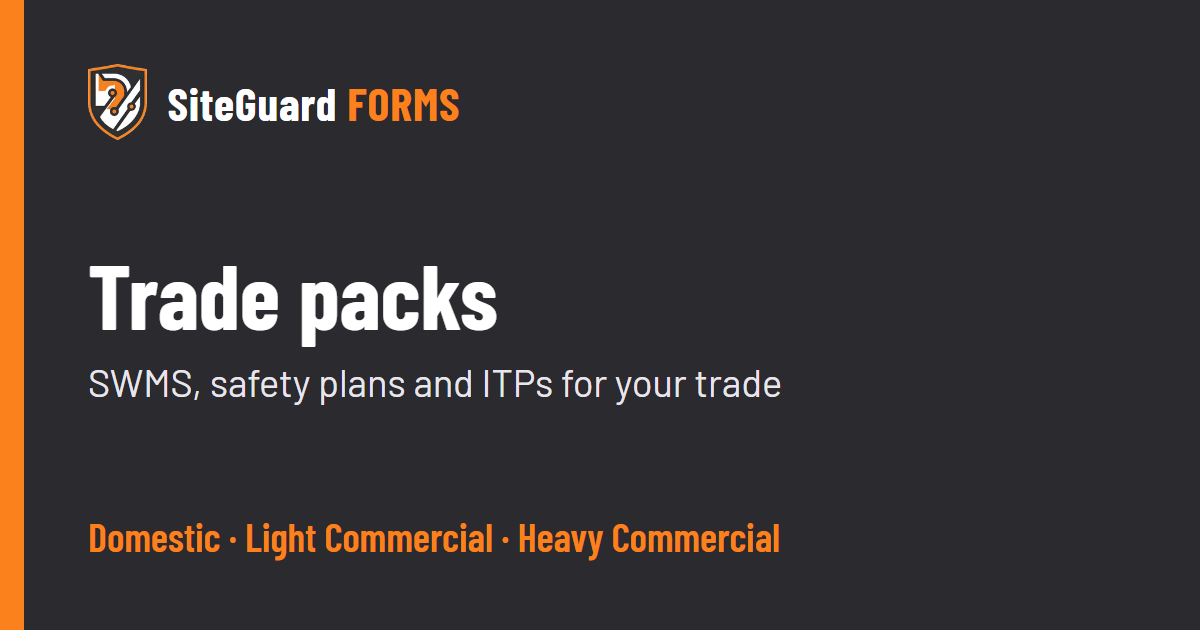 SiteGuard FORMS
Trade packs
SWMS, safety plans and ITPs for your trade
Domestic · Light Commercial · Heavy Commercial